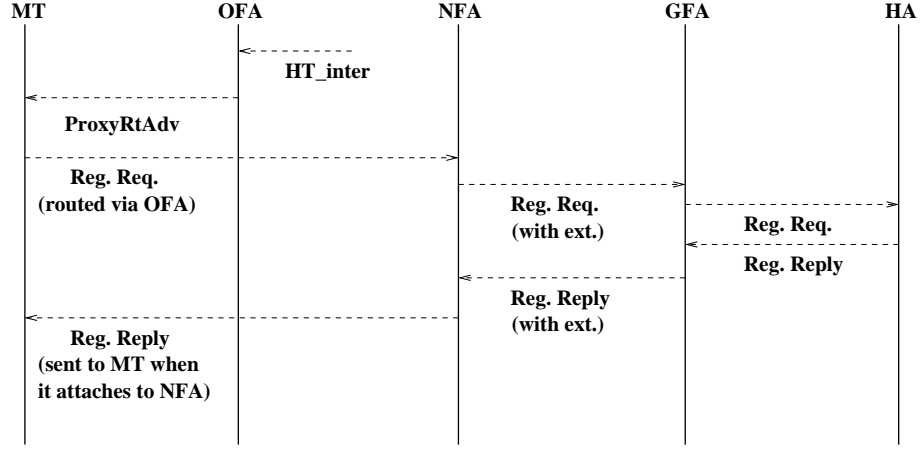 MT OFA NFA GFA HA
HT_inter
ProxyRtAdv
Reg. Req.
(routed via OFA)
Reg. Req.
(with ext.)
Reg. Req.
Reg. Reply
Reg. Reply
(with ext.)
Reg. Reply
(sent to MT when
it attaches to NFA)